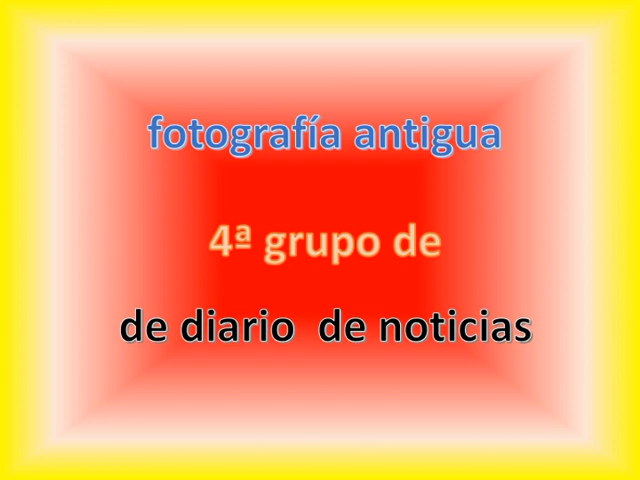 fotografía antigua
4ª grupo de
de diario  de noticias